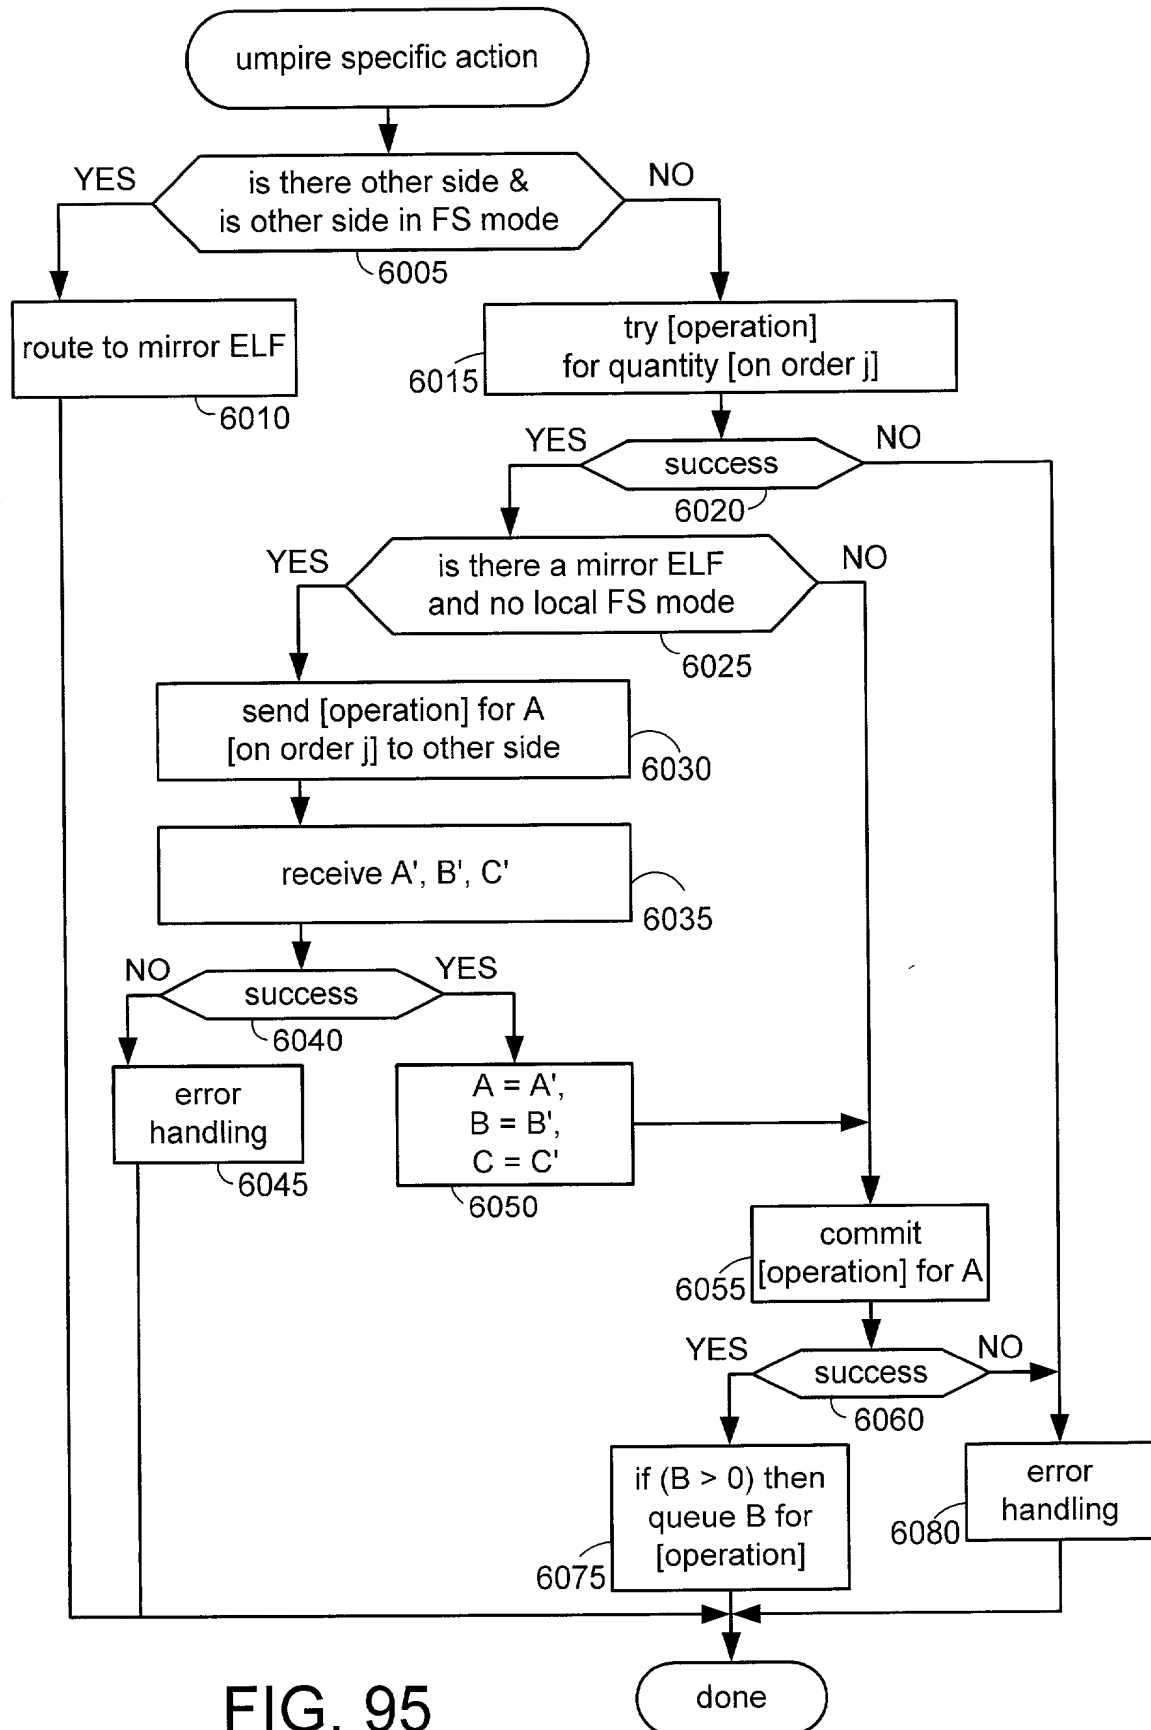 umpire specific action
YES
NO
is there other side &
is other side in FS mode
6005
route to mirror ELF
6010
try [operation]
for quantity [on order j]
6015
YES
NO
success
6020
YES
NO
is there a mirror ELF
and no local FS mode
6025
send [operation] for A
[on order j] to other side
6030
receive A', B', C'
6035
NO
YES
success
6040
error
handling
6045
A = A',
B = B',
C = C'
6050
commit
[operation] for A
6055
YES
NO
success
6060
if (B > 0) then
queue B for
[operation]
6075
error
handling
6080
done
FIG. 95